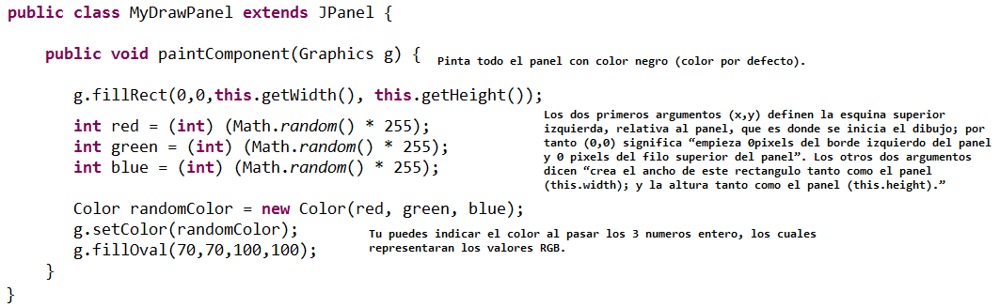 public class MyDrawPanel extends JPanel {
public void paintComponent(Graphics g) {
Pinta todo el panel con color negro (color por defecto).
g.fillRect(0,0,this.getWidth(), this.getHeight());
Los dos primeros argumentos (x,y) definen la esquina superior
izquierda, relativa al panel, que es donde se inicia el dibujo; por
tanto (0,0) significa “empieza 0pixels del borde izquierdo del panel
y 0 pixels del filo superior del panel”. Los otros dos argumentos
dicen “crea el ancho de este rectangulo tanto como el panel
(this.width); y la altura tanto como el panel (this.height).”
int red = (int) (Math.random() * 255);
int green = (int) (Math.random() * 255);
int blue = (int) (Math.random() * 255);
Color randomColor = new Color(red, green, blue);
g.setColor(randomColor);
g.fillOval(70,70,100,100);
Tu puedes indicar el color al pasar los 3 numeros entero, los cuales
representaran los valores RGB.
}
}